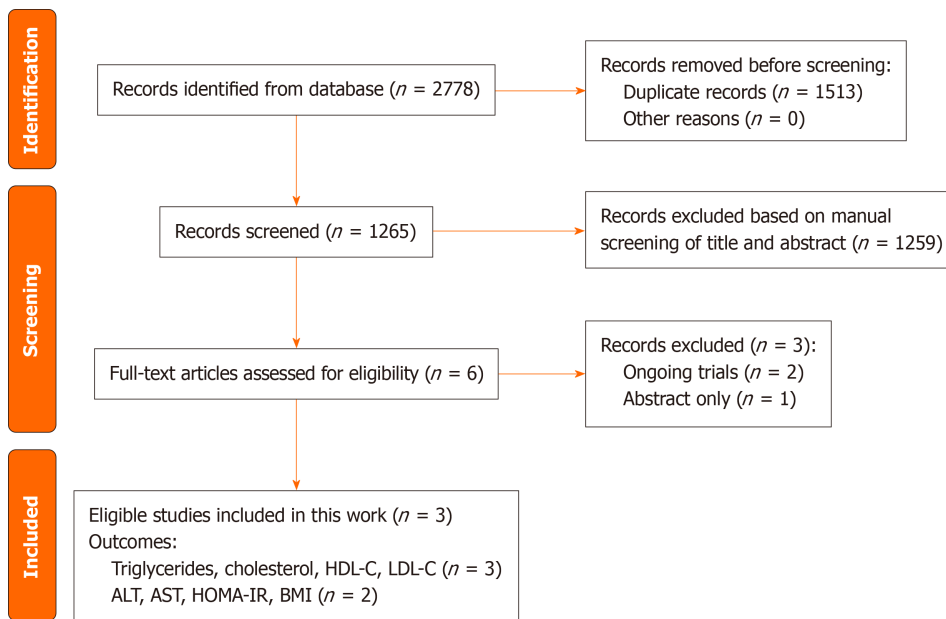 Identification
Records identified from database (n = 2778)
Records removed before screening:
Duplicate records (n = 1513)
Other reasons (n = 0)
Screening
Records screened (n = 1265)
Records excluded based on manual
screening of title and abstract (n = 1259)
Full-text articles assessed for eligibility (n = 6)
Records excluded (n = 3):
Ongoing trials (n = 2)
Abstract only (n = 1)
Included
Eligible studies included in this work (n = 3)
Outcomes:
Triglycerides, cholesterol, HDL-C, LDL-C (n = 3)
ALT, AST, HOMA-IR, BMI (n = 2)